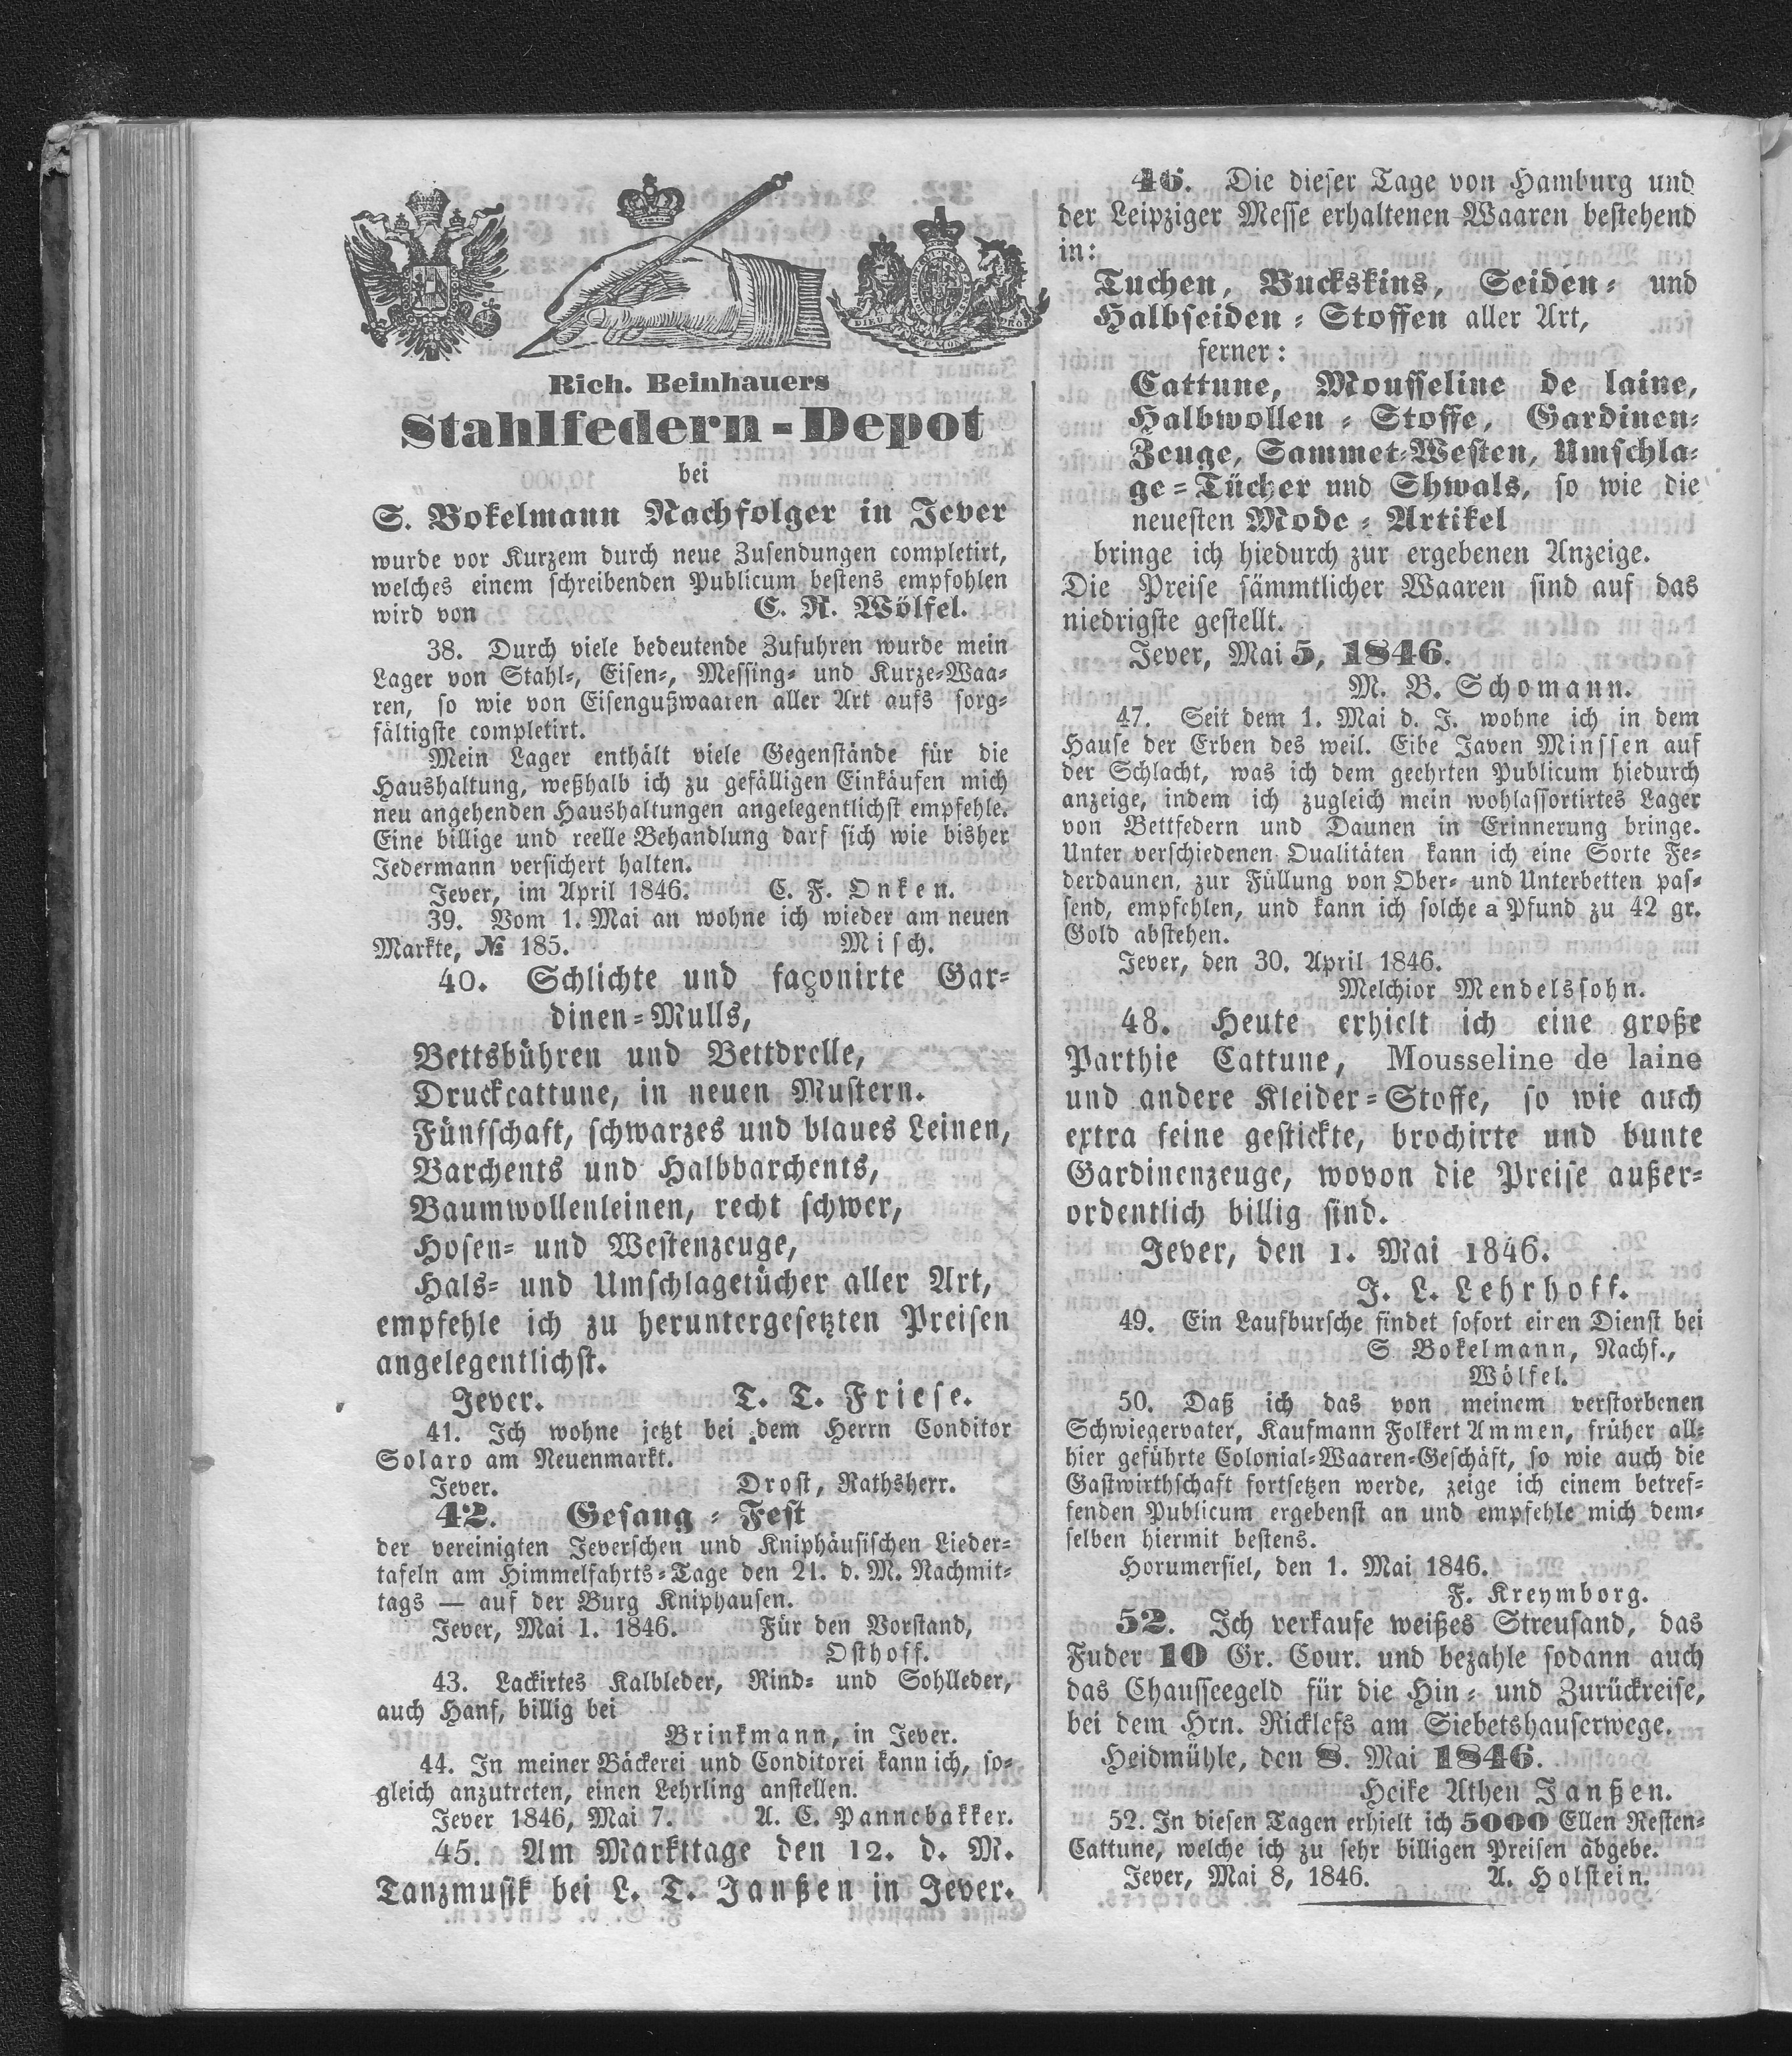 DIEU ET MON DROIT
Rich. Beinhauers
Stahlfedern-Depot
bei
S. Bokelmann Nachfolger in Jever
wurde vor Kurzem durch neue Zusendungen completirt,
welches einem schreibenden Publicum bestens empfohlen
wird von C. R. Wölfel.
38. Durch viele bedeutende Zufuhren wurde mein
Lager von Stahl-, Eisen-, Messing- und Kurze-Waa-
ren, so wie von Eisengußwaaren aller Art aufs sorg-
fältigste completirt.
Mein Lager enthält viele Gegenstände für die
Haushaltung, weßhalb ich zu gefälligen Einkäufen mich
neu angehenden Haushaltungen angelegentlichst empfehle.
Eine billige und reelle Behandlung darf sich wie bisher
Jedermann versichert halten.
Jever, im April 1846. C. F. Onken.
39. Vom 1. Mai an wohne ich wieder am neuen
Markte, № 185. Misch.
40. Schlichte und façonirte Gar-
dinen-Mulls,
Bettsbühren und Bettdrelle,
Druckcattune, in neuen Mustern.
Fünfschaft, schwarzes und blaues Leinen,
Barchents und Halbbarchents,
Baumwollenleinen, recht schwer,
Hosen- und Westenzeuge,
Hals- und Umschlagetücher aller Art,
empfehle ich zu heruntergesetzten Preisen
angelegentlichst.
Jever. T. T. Friese.
41. Ich wohne jetzt bei dem Herrn Conditor
Solaro am Neuenmarkt.
Jever. Drost, Rathsherr.
42. Gesang-Fest
der vereinigten Jeverschen und Kniphäusischen Lieder-
tafeln am Himmelfahrts-Tage den 21. d. M. Nachmit-
tags — auf der Burg Kniphausen.
Jever, Mai 1. 1846. Für den Vorstand,
Osthoff.
43. Lackirtes Kalbleder, Rind- und Sohlleder,
auch Hanf, billig bei
Brinkmann, in Jever.
44. In meiner Bäckerei und Conditorei kann ich, so-
gleich anzutreten, einen Lehrling anstellen.
Jever 1846, Mai 7. A. C. Pannebakker.
45. Am Markttage den 12. d. M.
Tanzmusik bei L. T. Janßen in Jever.
46. Die dieser Tage von Hamburg und
der Leipziger Messe erhaltenen Waaren bestehend
in:
Tuchen, Buckskins, Seiden- und
Halbseiden-Stoffen aller Art,
ferner:
Cattune, Mousseline de laine,
Halbwollen-Stoffe, Gardinen-
Zeuge, Sammet-Westen, Umschla-
ge-Tücher und Shwals, so wie die
neuesten Mode-Artikel
bringe ich hiedurch zur ergebenen Anzeige.
Die Preise sämmtlicher Waaren sind auf das
niedrigste gestellt.
Jever, Mai 5, 1846.
M. B. Schomann.
47. Seit dem 1. Mai d. J. wohne ich in dem
Hause der Erben des weil. Eibe Javen Minssen auf
der Schlacht, was ich dem geehrten Publicum hiedurch
anzeige, indem ich zugleich mein wohlassortirtes Lager
von Bettfedern und Daunen in Erinnerung bringe.
Unter verschiedenen Qualitäten kann ich eine Sorte Fe-
derdaunen, zur Füllung von Ober- und Unterbetten pas-
send, empfehlen, und kann ich solche a Pfund zu 42 gr.
Gold abstehen.
Jever, den 30. April 1846.
Melchior Mendelssohn.
48. Heute erhielt ich eine große
Parthie Cattune, Mousseline de laine
und andere Kleider-Stoffe, so wie auch
extra feine gestickte, brochirte und bunte
Gardinenzeuge, wovon die Preise außer-
ordentlich billig sind.
Jever, den 1. Mai 1846.
J. L. Lehrhoff.
49. Ein Laufbursche findet sofort einen Dienst bei
S Bokelmann, Nachf.,
Wölfel.
50. Daß ich das von meinem verstorbenen
Schwiegervater, Kaufmann Folkert Ammen, früher all-
hier geführte Colonial-Waaren-Geschäft, so wie auch die
Gastwirthschaft fortsetzen werde, zeige ich einem betref-
fenden Publicum ergebenst an und empfehle mich dem-
selben hiermit bestens.
Horumersiel, den 1. Mai 1846.
F. Kreymborg.
52. Ich verkaufe weißes Streusand, das
Fuder 10 Gr. Cour. und bezahle sodann auch
das Chausseegeld für die Hin- und Zurückreise,
bei dem Hrn. Ricklefs am Siebetshauserwege.
Heidmühle, den 8. Mai 1846.
Heike Athen Janßen.
52. In diesen Tagen erhielt ich 5000 Ellen Resten-
Cattune, welche ich zu sehr billigen Preisen abgebe.
Jever, Mai 8, 1846. A. Holstein.